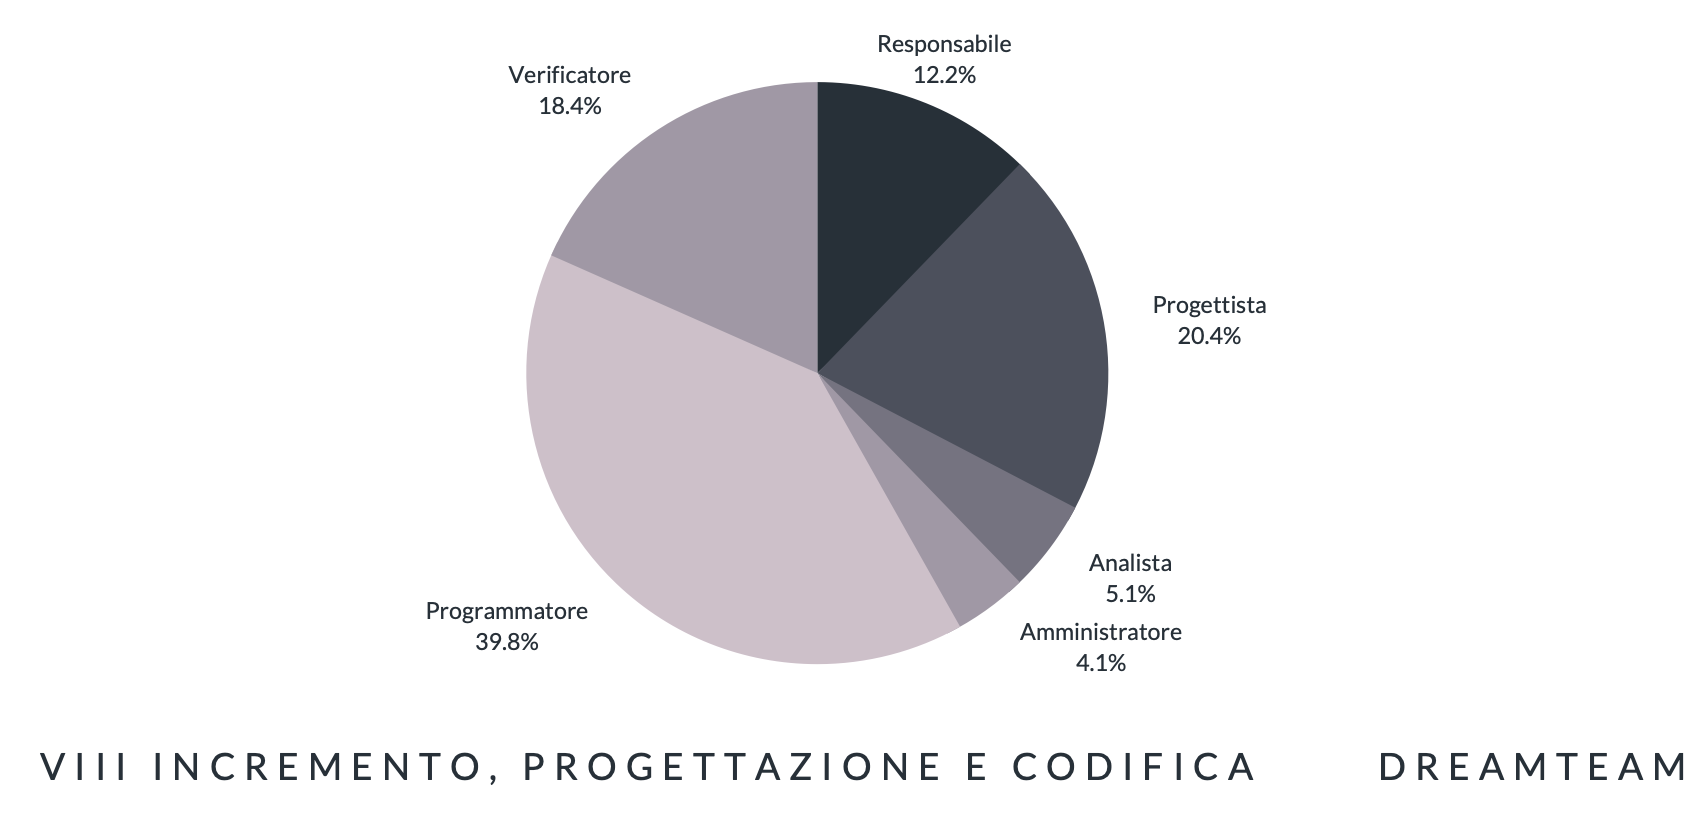 Responsabile
12.2%
Verificatore
18.4%
Progettista
20.4%
Analista
5.1%
Programmatore
39.8%
Amministratore
4.1%
VIII INCREMENTO, PROGETTAZIONE E CODIFICA
DREAMTEAM